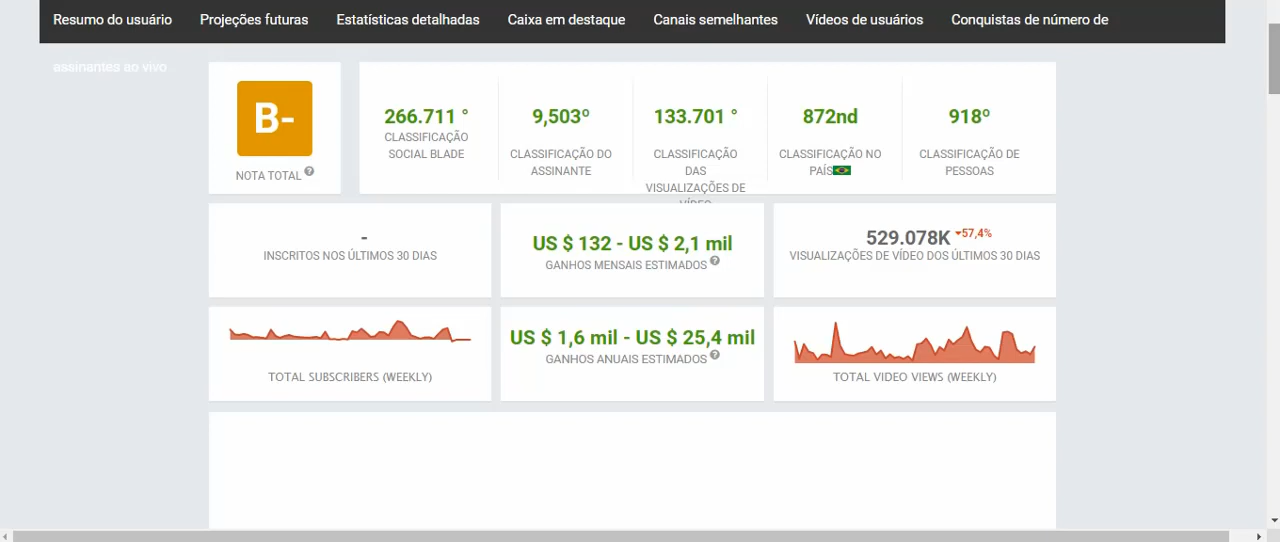 Resumo do usuário Projeções futuras Estatísticas detalhadas Caixa em destaque Canais semelhantes Vídeos de usuários Conquistas de número de
assinantes ao vivo
B-
NOTA TOTAL ?
266.711 °
CLASSIFICAÇÃO
SOCIAL BLADE
9,503º
CLASSIFICAÇÃO DO
ASSINANTE
133.701 °
CLASSIFICAÇÃO
DAS
VISUALIZAÇÕES DE
VÍDEO
872nd
CLASSIFICAÇÃO NO
PAÍS
918º
CLASSIFICAÇÃO DE
PESSOAS
-
INSCRITOS NOS ÚLTIMOS 30 DIAS
US $ 132 - US $ 2,1 mil
GANHOS MENSAIS ESTIMADOS ?
529.078K 57,4%
VISUALIZAÇÕES DE VÍDEO DOS ÚLTIMOS 30 DIAS
TOTAL SUBSCRIBERS (WEEKLY)
US $ 1,6 mil - US $ 25,4 mil
GANHOS ANUAIS ESTIMADOS ?
TOTAL VIDEO VIEWS (WEEKLY)